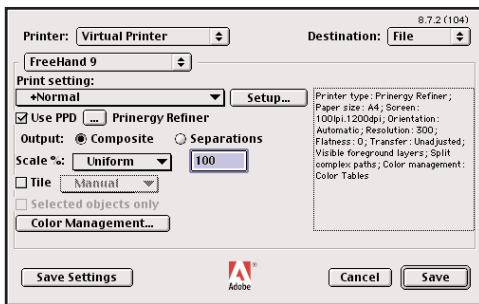 8.7.2 (104)
Printer: Virtual Printer
Destination: File
FreeHand 9
Print setting:
+Normal
Setup...
Use PPD ... Prinergy Refiner
Output: Composite Separations
Scale %: Uniform 100
Tile Manual
Selected objects only
Color Management...
Printer type: Prinergy Refiner;
Paper size: A4; Screen:
100lpi.1200dpi; Orientation:
Automatic; Resolution: 300;
Flatness: 0; Transfer: Unadjusted;
Visible foreground layers; Split
complex paths; Color management:
Color Tables
Save Settings
Adobe
Cancel
Save